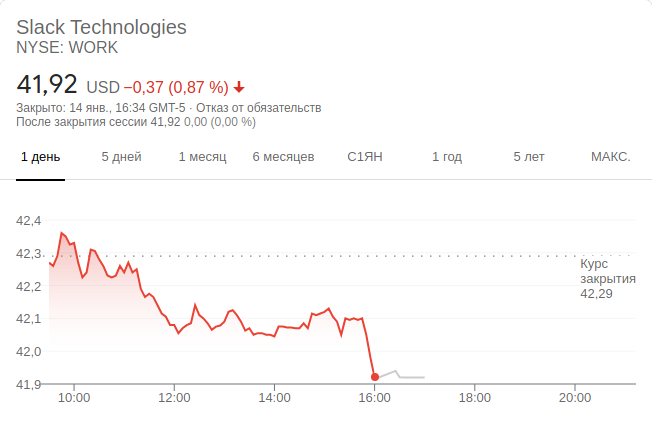 Slack Technologies
NYSE: WORK
41,92 USD −0,37 (0,87 %)
Закрыто: 14 янв., 16:34 GMT-5 · Отказ от обязательств
После закрытия сессии 41,92 0,00 (0,00 %)
1 день 5 дней 1 месяц 6 месяцев С1ЯН 1 год 5 лет МАКС.
42,4
42,3
Курс
закрытия
42,29
42,2
42,1
42,0
41,9
10:00 12:00 14:00 16:00 18:00 20:00